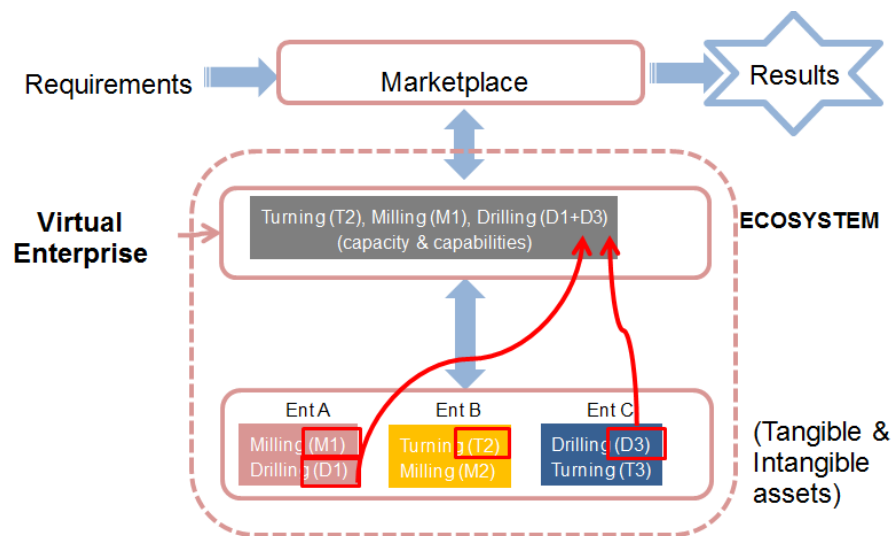 Requirements
Marketplace
Results
Virtual
Enterprise
Turning (T2), Milling (M1), Drilling (D1+D3)
(capacity & capabilities)
ECOSYSTEM
Ent A
Ent B
Ent C
Milling (M1)
Drilling (D1)
Turning (T2)
Milling (M2)
Drilling (D3)
Turning (T3)
(Tangible &
Intangible
assets)